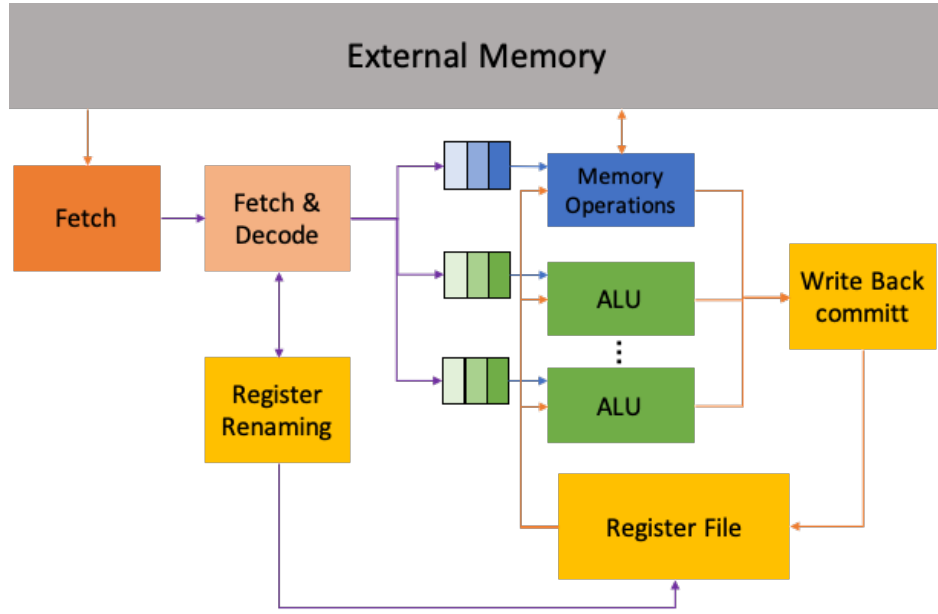 External Memory
Fetch
Fetch &
Decode
Memory
Operations
ALU
Write Back
committ
ALU
Register
Renaming
Register File